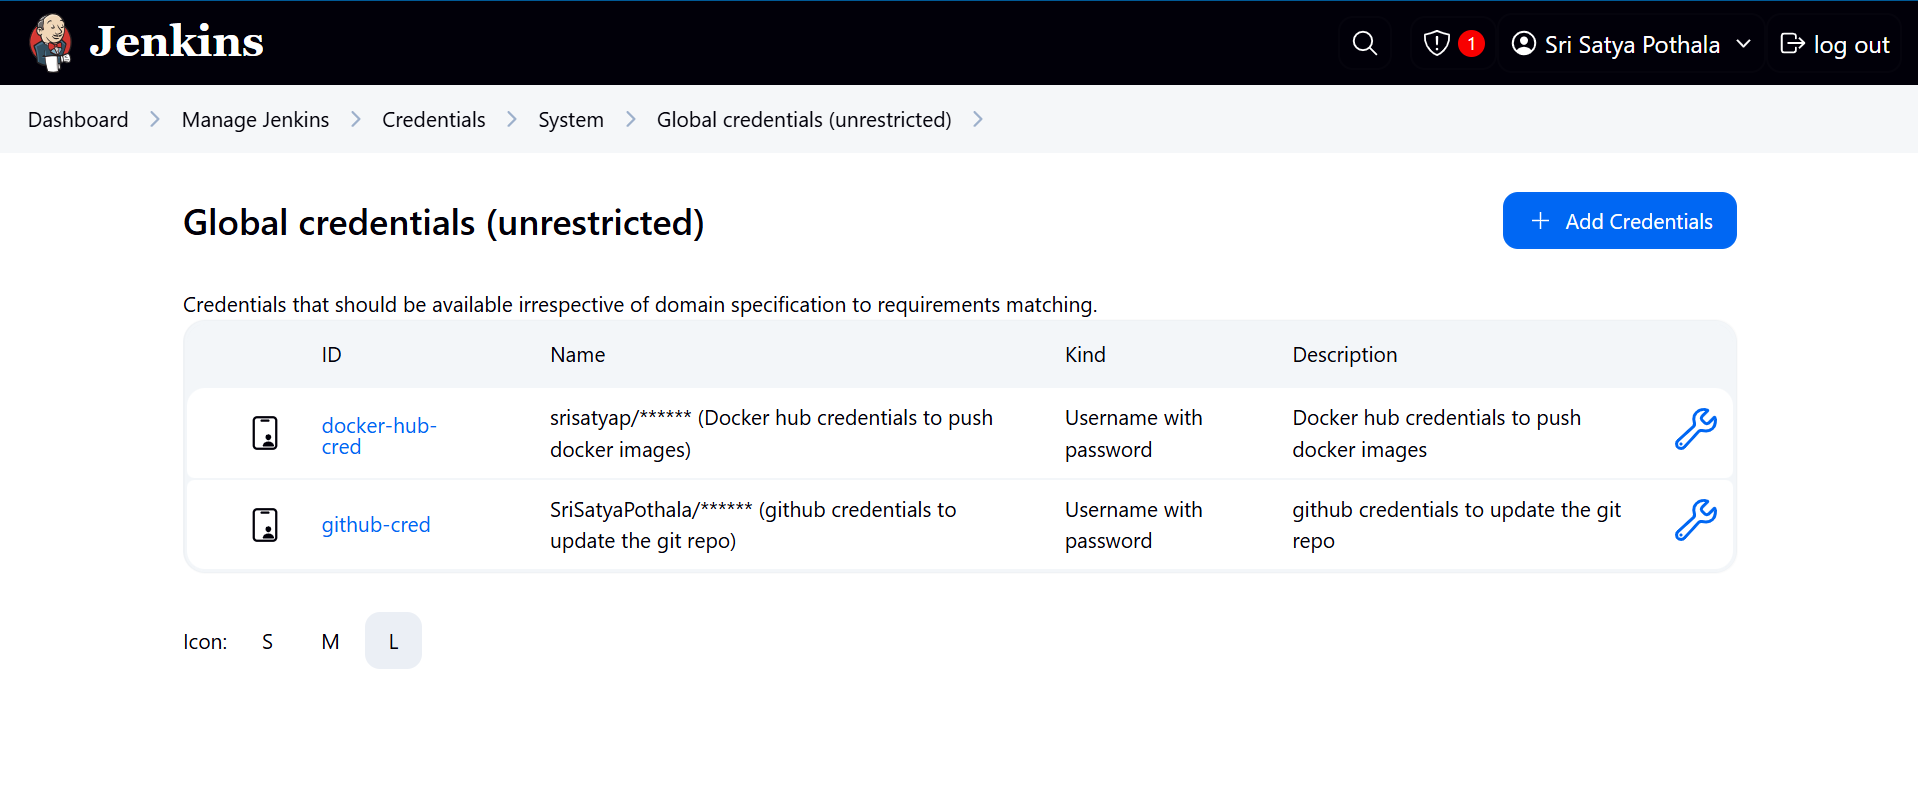 Jenkins
1
Sri Satya Pothala
log out
Dashboard
Manage Jenkins
Credentials
System
Global credentials (unrestricted)
Global credentials (unrestricted)
Add Credentials
Credentials that should be available irrespective of domain specification to requirements matching.
ID
Name
Kind
Description
docker-hub-
cred
srisatyap/****** (Docker hub credentials to push
docker images)
Username with
password
Docker hub credentials to push
docker images
github-cred
SriSatyaPothala/****** (github credentials to
update the git repo)
Username with
password
github credentials to update the git
repo
Icon:
S
M
L